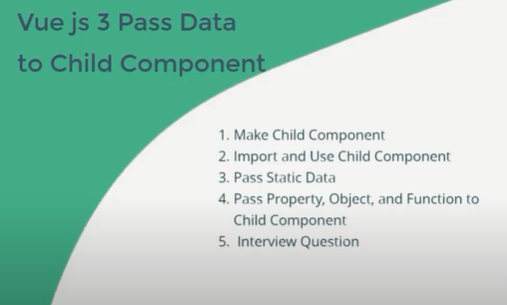 Vue js 3 Pass Data
to Child Component
1. Make Child Component
2. Import and Use Child Component
3. Pass Static Data
4. Pass Property, Object, and Function to
Child Component
5. Interview Question